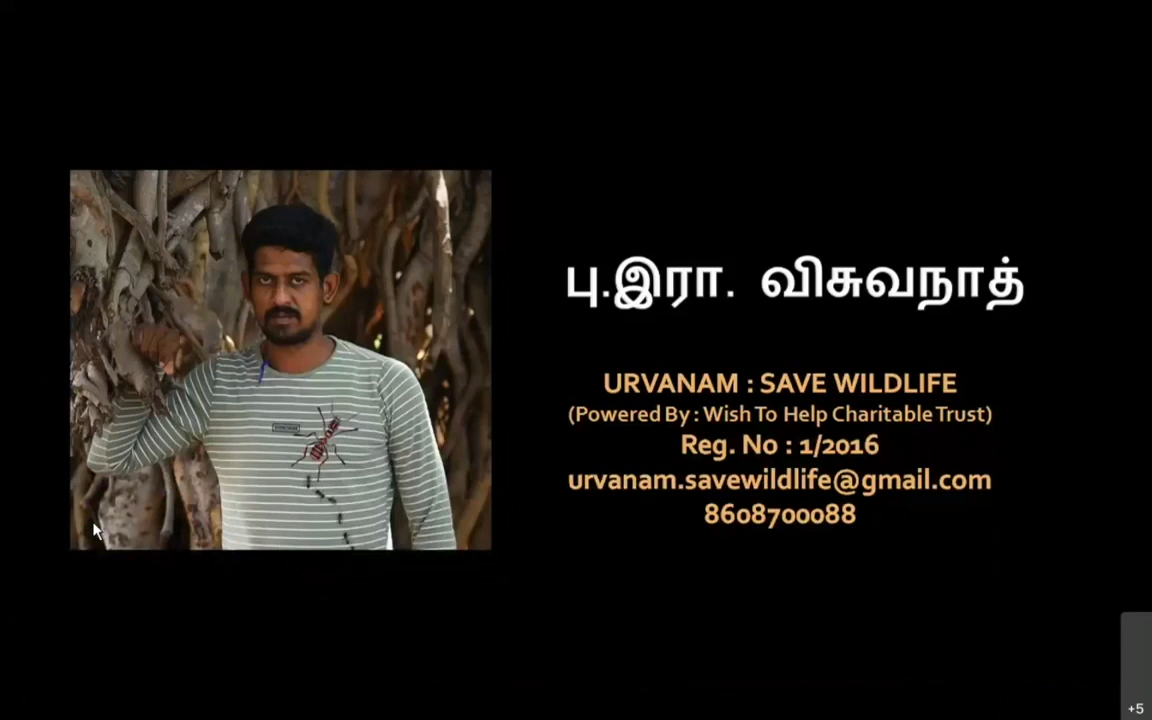 பு.இரா. விசுவநாத்
URVANAM : SAVE WILDLIFE
(Powered By : Wish To Help Charitable Trust)
Reg. No : 1/2016
urvanam.savewildlife@gmail.com
8608700088
+5